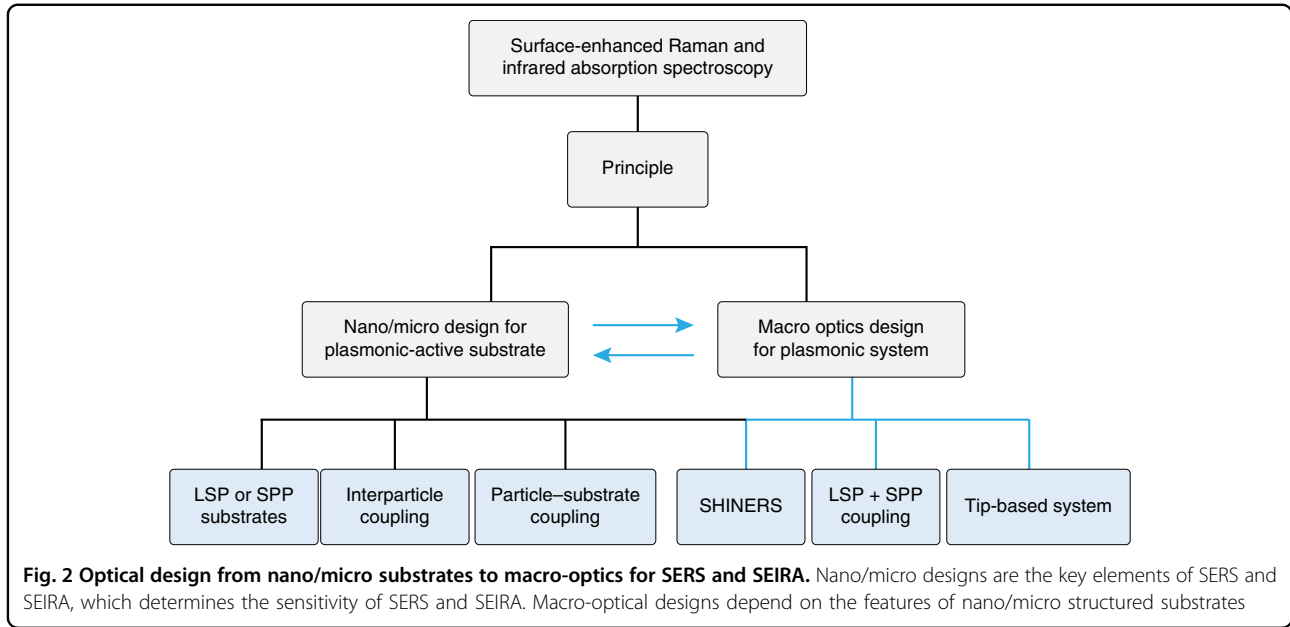 Surface-enhanced Raman and
infrared absorption spectroscopy
Principle
Nano/micro design for
plasmonic-active substrate
Macro optics design
for plasmonic system
LSP or SPP
substrates
Interparticle
coupling
Particle–substrate
coupling
SHINERS
LSP + SPP
coupling
Tip-based system
Fig. 2 Optical design from nano/micro substrates to macro-optics for SERS and SEIRA. Nano/micro designs are the key elements of SERS and
SEIRA, which determines the sensitivity of SERS and SEIRA. Macro-optical designs depend on the features of nano/micro structured substrates